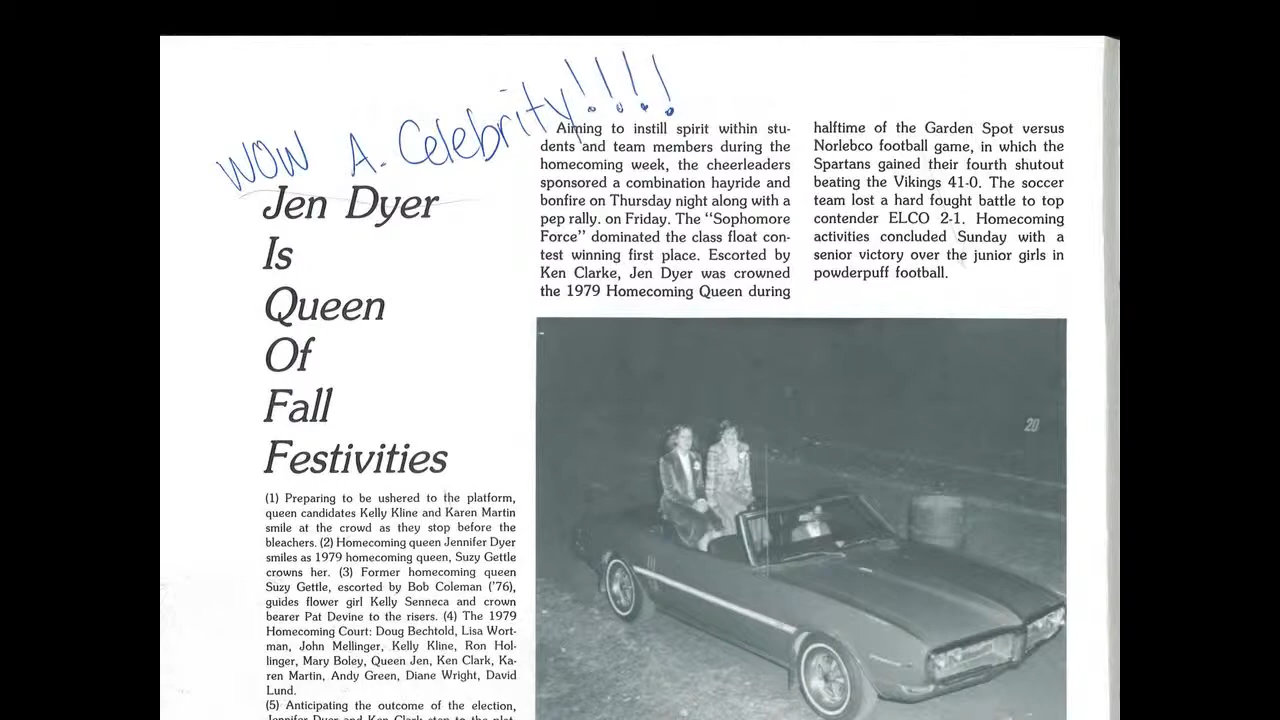 WOW A. Celebrity!!!!
Jen Dyer
Is
Queen
Of
Fall
Festivities
(1) Preparing to be ushered to the platform,
queen candidates Kelly Kline and Karen Martin
smile at the crowd as they stop before the
bleachers. (2) Homecoming queen Jennifer Dyer
smiles as 1979 homecoming queen, Suzy Gettle
crowns her. (3) Former homecoming queen
Suzy Gettle, escorted by Bob Coleman ('76),
guides flower girl Kelly Senneca and crown
bearer Pat Devine to the risers. (4) The 1979
Homecoming Court: Doug Bechtold, Lisa Wort-
man, John Mellinger, Kelly Kline, Ron Hol-
linger, Mary Boley, Queen Jen, Ken Clark, Ka-
ren Martin, Andy Green, Diane Wright, David
Lund.
(5) Anticipating the outcome of the election,
Jennifer Dyer and Ken Clark step to the plat-
Aiming to instill spirit within stu-
dents and team members during the
homecoming week, the cheerleaders
sponsored a combination hayride and
bonfire on Thursday night along with a
pep rally. on Friday. The "Sophomore
Force" dominated the class float con-
test winning first place. Escorted by
Ken Clarke, Jen Dyer was crowned
the 1979 Homecoming Queen during
halftime of the Garden Spot versus
Norlebco football game, in which the
Spartans gained their fourth shutout
beating the Vikings 41-0. The soccer
team lost a hard fought battle to top
contender ELCO 2-1. Homecoming
activities concluded Sunday with a
senior victory over the junior girls in
powderpuff football.
20